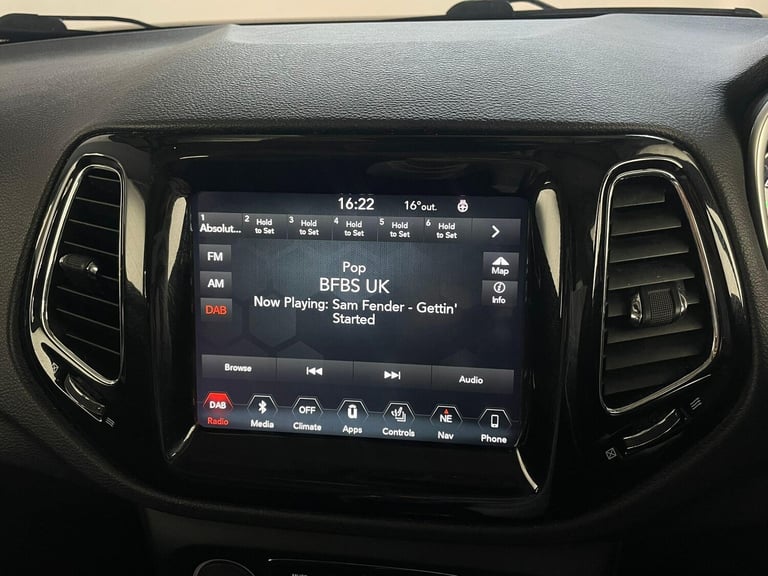 16:22 16°out.
1 Absolut... 2 Hold to Set 3 Hold to Set 4 Hold to Set 5 Hold to Set 6 Hold to Set
FM
AM
DAB
Pop
BFBS UK
Now Playing: Sam Fender - Gettin'
Started
Map
Info
Browse Audio
DAB OFF NE
Radio Media Climate Apps Controls Nav Phone